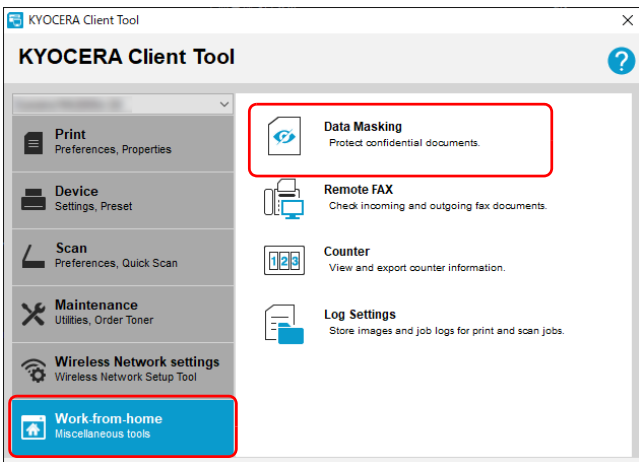 KYOCERA Client Tool
KYOCERA Client Tool
?
Print
Preferences, Properties
Device
Settings, Preset
Scan
Preferences, Quick Scan
Maintenance
Utilities, Order Toner
Wireless Network settings
Wireless Network Setup Tool
Work-from-home
Miscellaneous tools
Data Masking
Protect confidential documents.
Remote FAX
Check incoming and outgoing fax documents.
123
Counter
View and export counter information.
Log Settings
Store images and job logs for print and scan jobs.